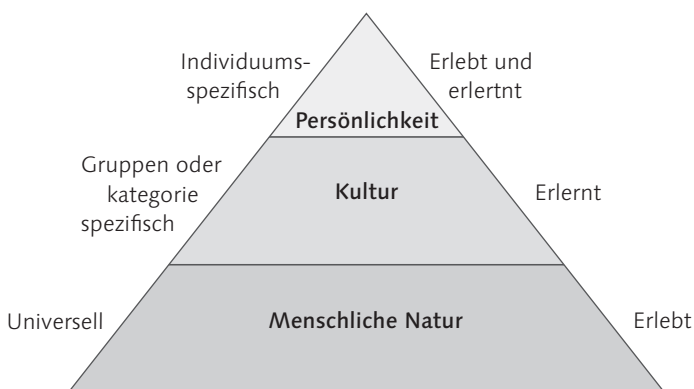 Individuums-
spezifisch
Erlebt und
erlertnt
Persönlichkeit
Gruppen oder
kategorie
spezifisch
Kultur
Erlernt
Universell
Menschliche Natur
Erlebt